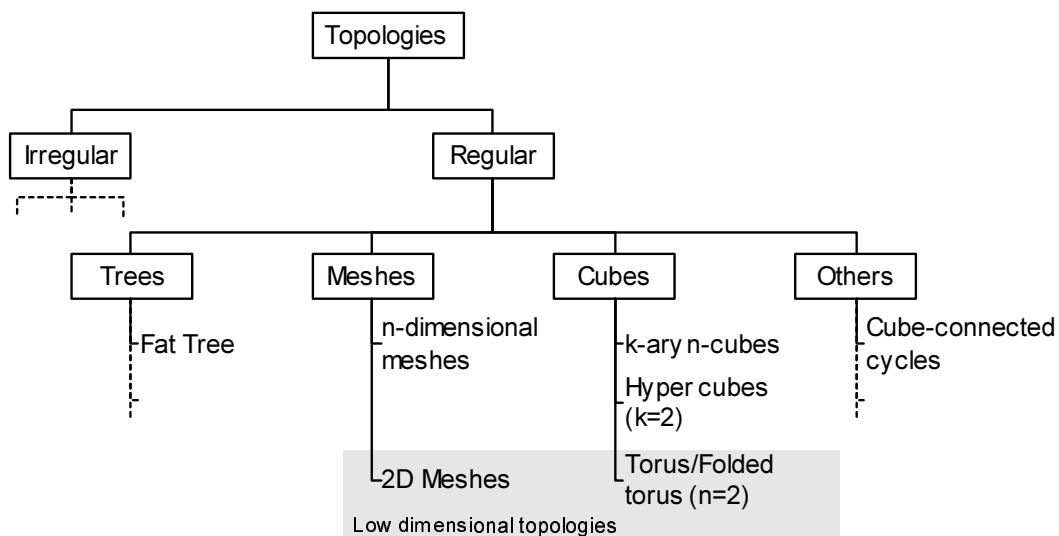 Topologies
Irregular
Regular
Trees
Meshes
Cubes
Others
Fat Tree
n-dimensional
meshes
k-ary n-cubes
Hyper cubes
(k=2)
Cube-connected
cycles
2D Meshes
Torus/Folded
torus (n=2)
Low dimensional topologies